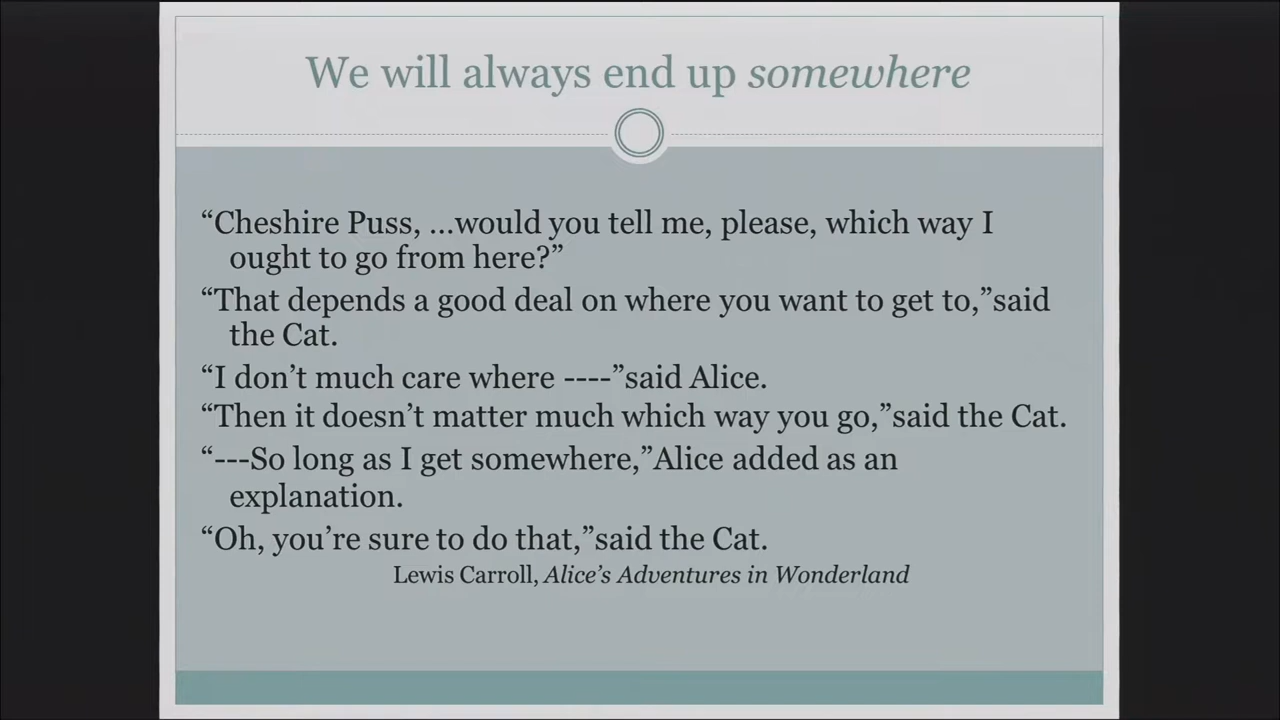 We will always end up somewhere
“Cheshire Puss, ...would you tell me, please, which way I
ought to go from here?”
“That depends a good deal on where you want to get to,”said
the Cat.
“I don’t much care where ----”said Alice.
“Then it doesn’t matter much which way you go,”said the Cat.
“---So long as I get somewhere,”Alice added as an
explanation.
“Oh, you’re sure to do that,”said the Cat.
Lewis Carroll, Alice’s Adventures in Wonderland